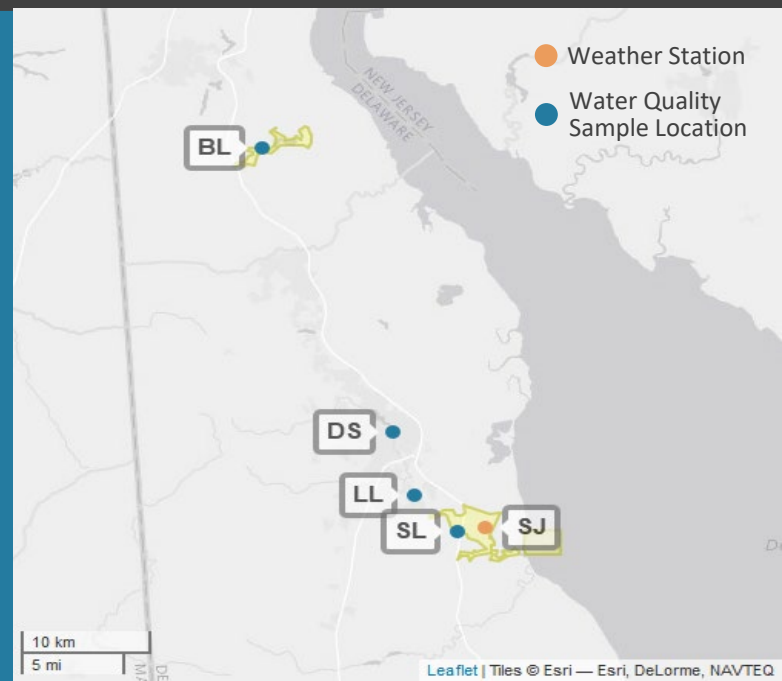 Weather Station
Water Quality
Sample Location
NEW JERSEY
DELAWARE
BL
DS
LL
SL
SJ
10 km
5 mi
Leaflet | Tiles © Esri — Esri, DeLorme, NAVTEQ